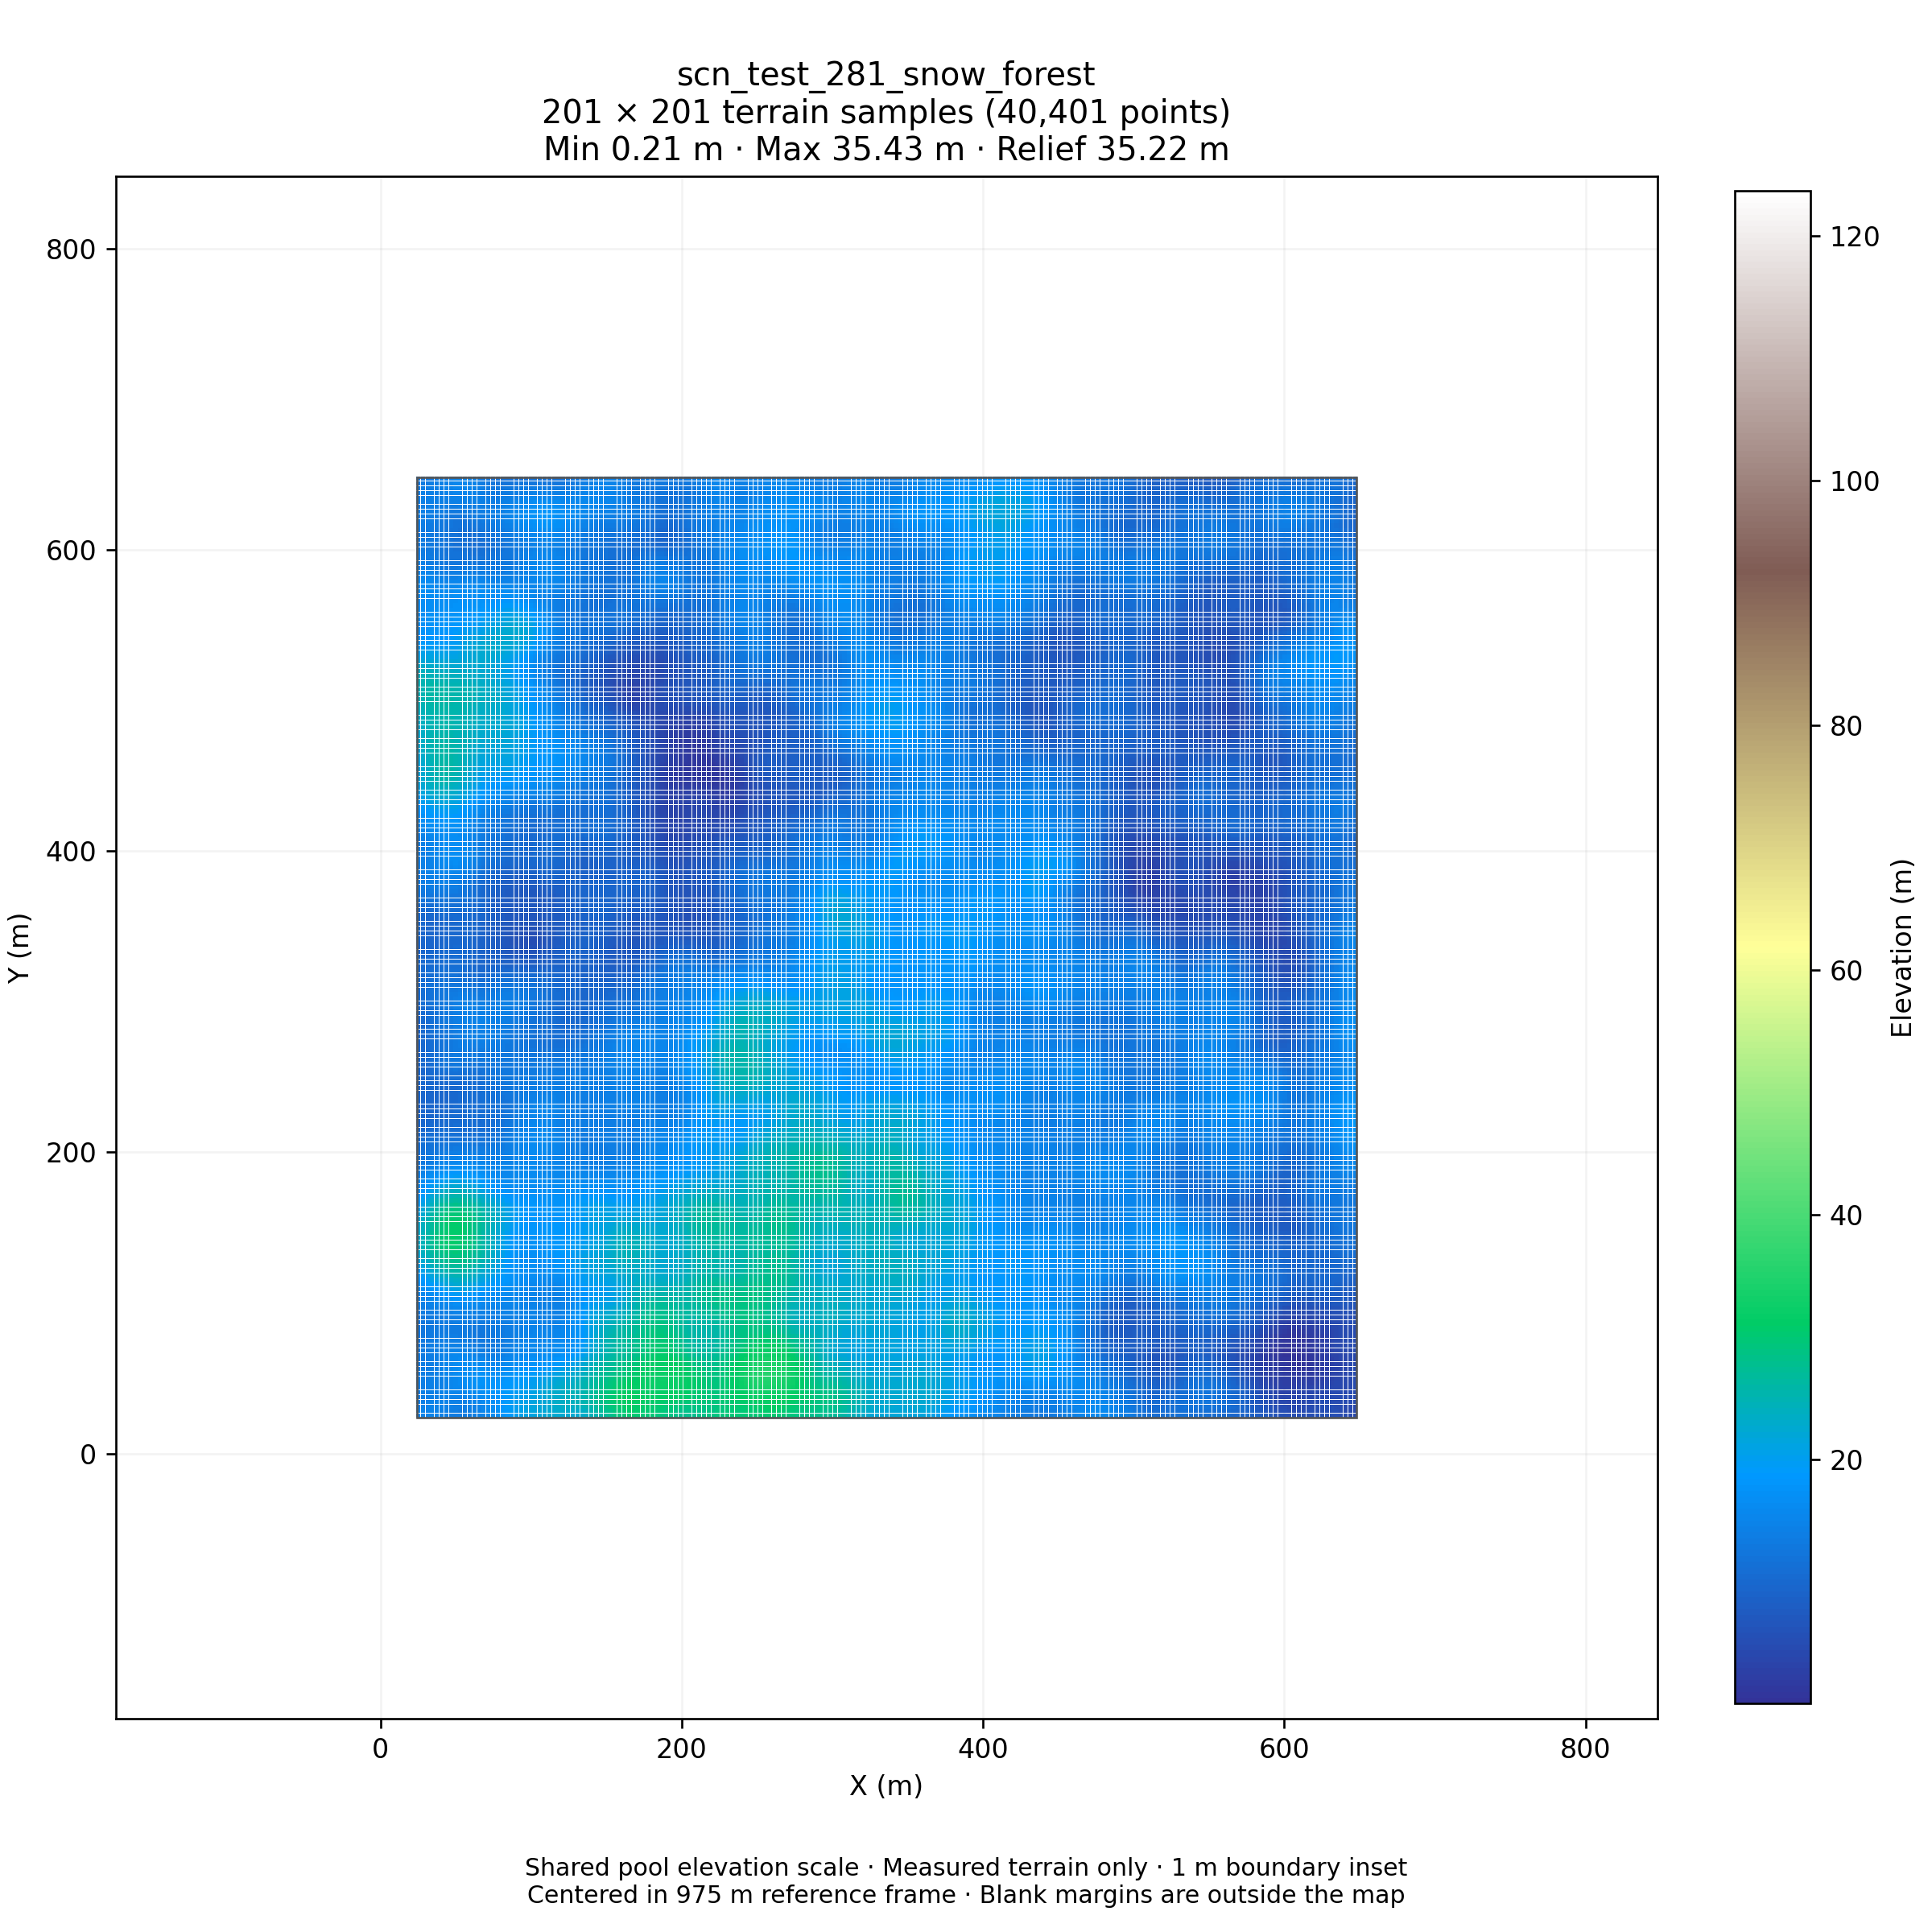 scn_test_281_snow_forest
201 × 201 terrain samples (40,401 points)
Min 0.21 m · Max 35.43 m · Relief 35.22 m
800
600
400
200
0
Y (m)
0
200
400
600
800
X (m)
120
100
80
60
40
20
Elevation (m)
Shared pool elevation scale · Measured terrain only · 1 m boundary inset
Centered in 975 m reference frame · Blank margins are outside the map